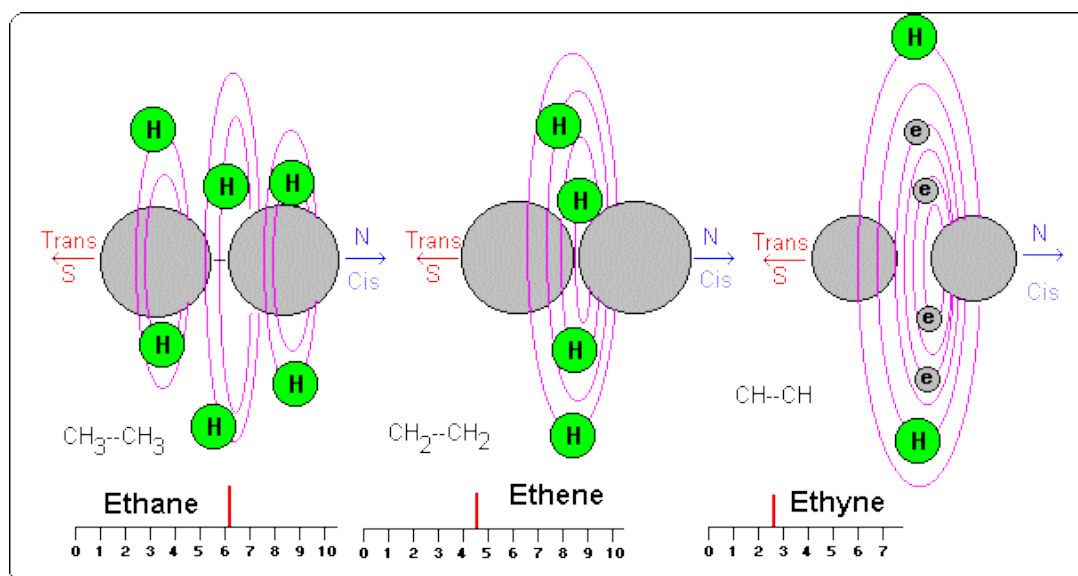 H
H
H
H
H
H
Trans
S
N
Cis
CH3--CH3
Ethane
0 1 2 3 4 5 6 7 8 9 10
H
H
H
H
Trans
S
N
Cis
CH2--CH2
Ethene
0 1 2 3 4 5 6 7 8 9 10
H
e
e
e
e
H
Trans
S
N
Cis
CH--CH
Ethyne
0 1 2 3 4 5 6 7